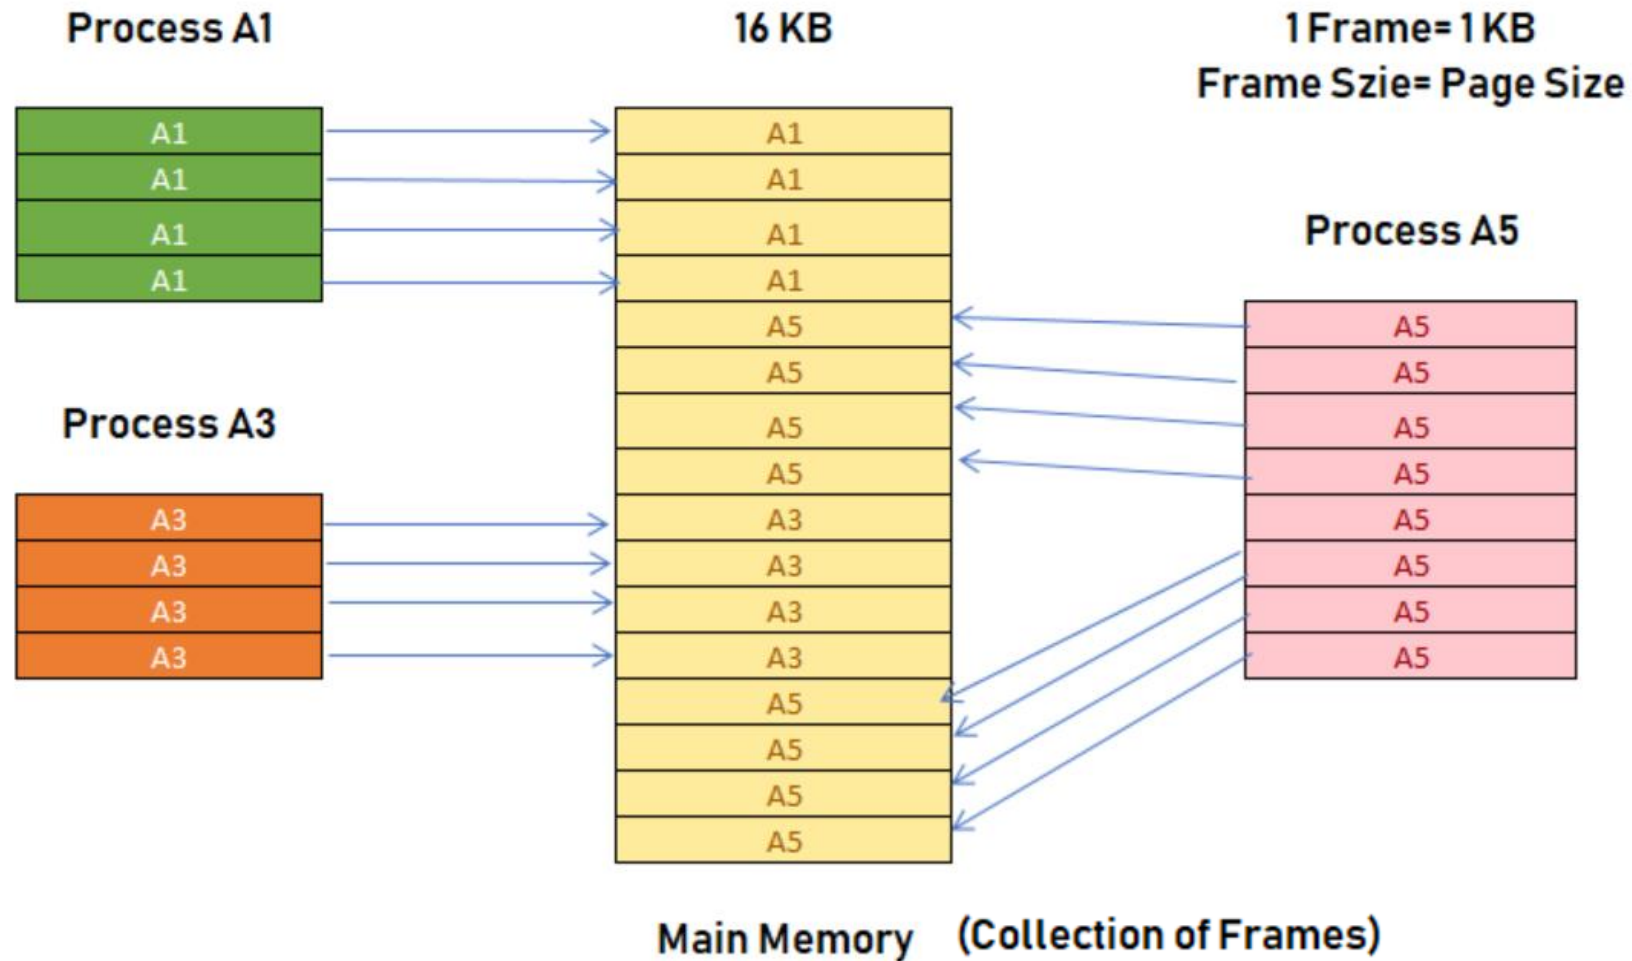 Process A1
16 KB
1 Frame= 1 KB
Frame Szie= Page Size
A1
A1
A1
A1
Process A3
A3
A3
A3
A3
A1
A1
A1
A1
A5
A5
A5
A5
A3
A3
A3
A3
A5
A5
A5
A5
Process A5
A5
A5
A5
A5
A5
A5
A5
A5
Main Memory (Collection of Frames)